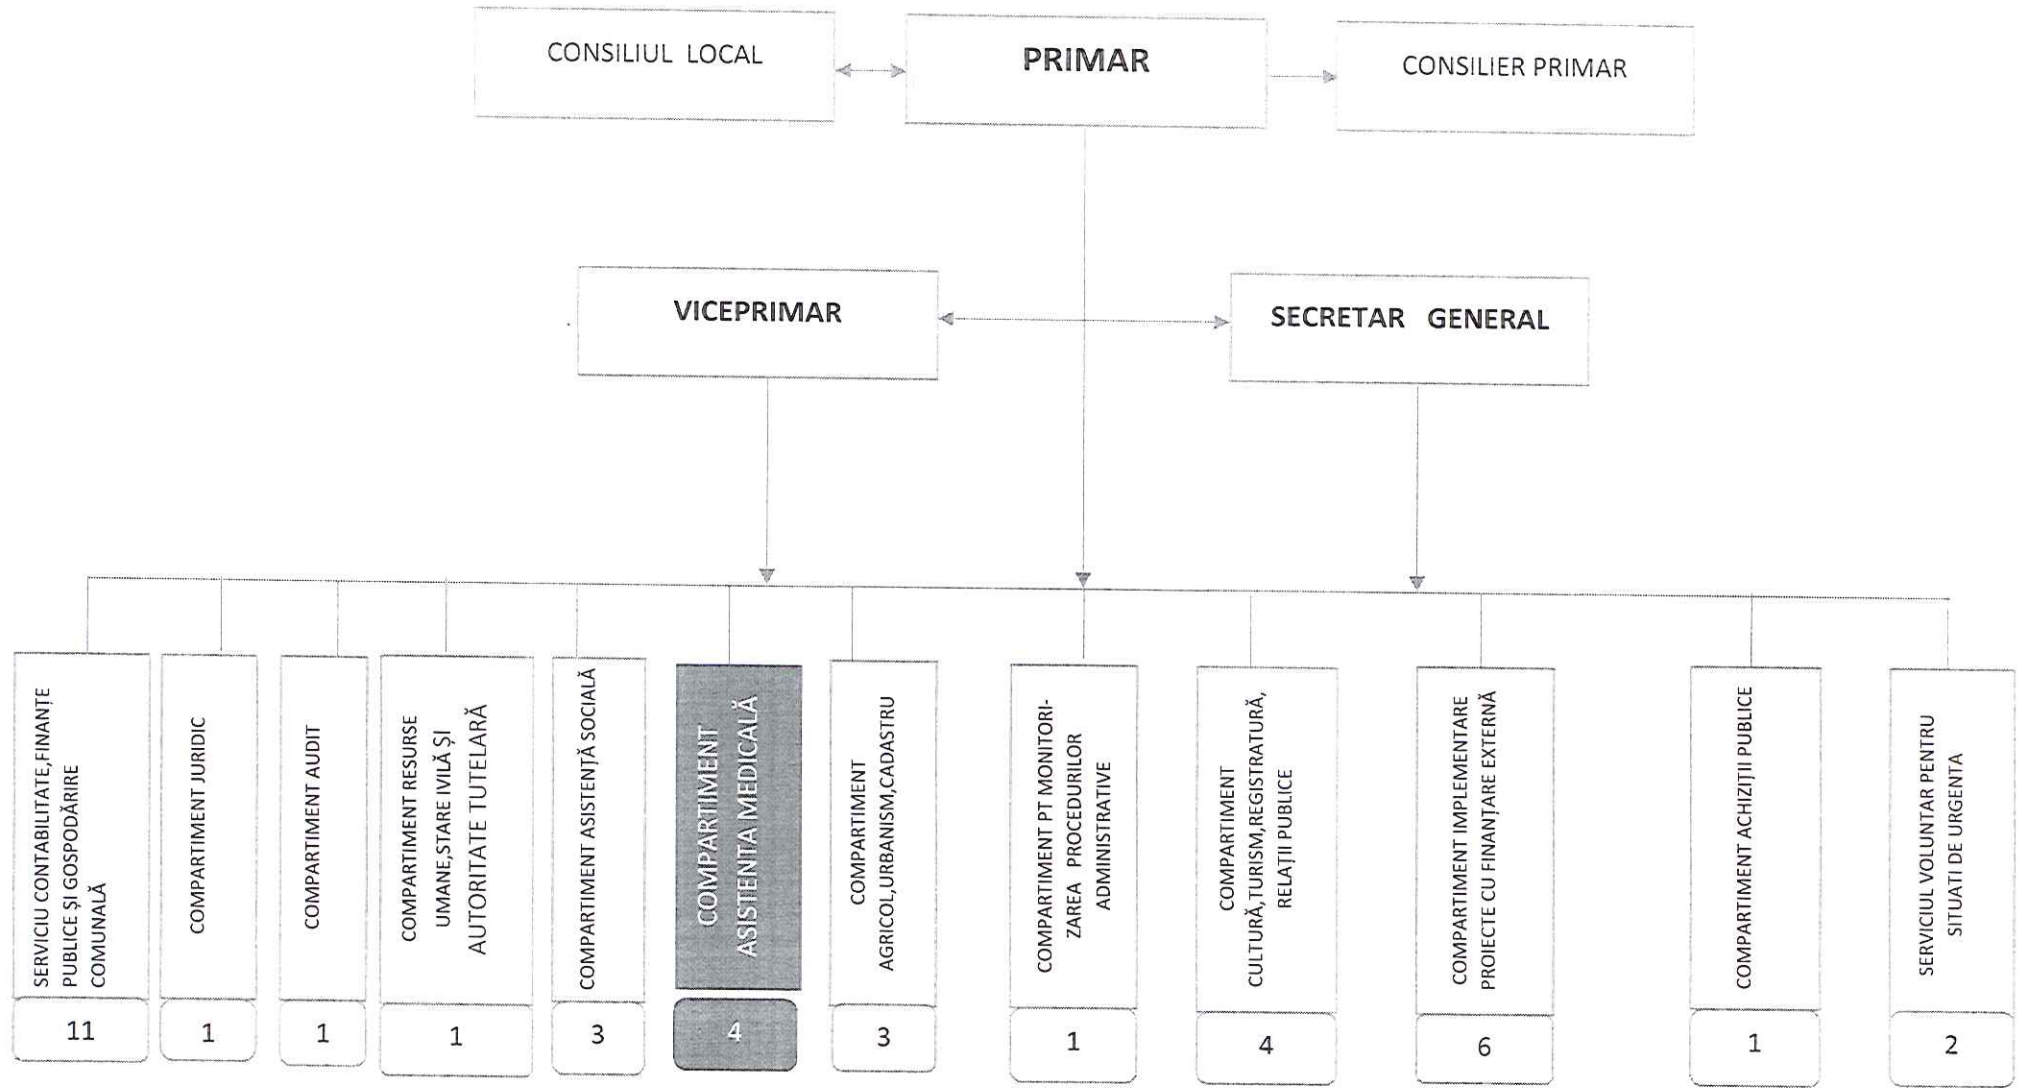 CONSILIUL LOCAL
PRIMAR
CONSILIER PRIMAR
VICEPRIMAR
SECRETAR GENERAL
SERVICIU CONTABILITATE,FINANȚE
PUBLICE ȘI GOSPODĂRIRE
COMUNALĂ
11
COMPARTIMENT JURIDIC
1
COMPARTIMENT AUDIT
1
COMPARTIMENT RESURSE
UMANE,STARE IVILĂ ȘI
AUTORITATE TUTELARĂ
1
COMPARTIMENT ASISTENȚĂ SOCIALĂ
3
COMPARTIMENT
ASISTENTA MEDICALĂ
4
COMPARTIMENT
AGRICOL,URBANISM,CADASTRU
3
COMPARTIMENT PT MONITORI-
ZAREA PROCEDURILOR
ADMINISTRATIVE
1
COMPARTIMENT
CULTURĂ,TURISM,REGISTRATURĂ,
RELAȚII PUBLICE
4
COMPARTIMENT IMPLEMENTARE
PROIECTE CU FINANȚARE EXTERNĂ
6
COMPARTIMENT ACHIZIȚII PUBLICE
1
SERVICIUL VOLUNTAR PENTRU
SITUATI DE URGENTA
2